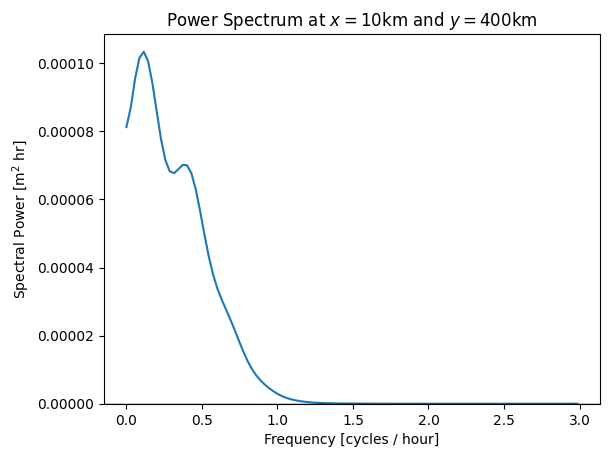 Power Spectrum at x = 10km and y = 400km
Spectral Power [m² hr]
0.00010
0.00008
0.00006
0.00004
0.00002
0.00000
0.0 0.5 1.0 1.5 2.0 2.5 3.0
Frequency [cycles / hour]